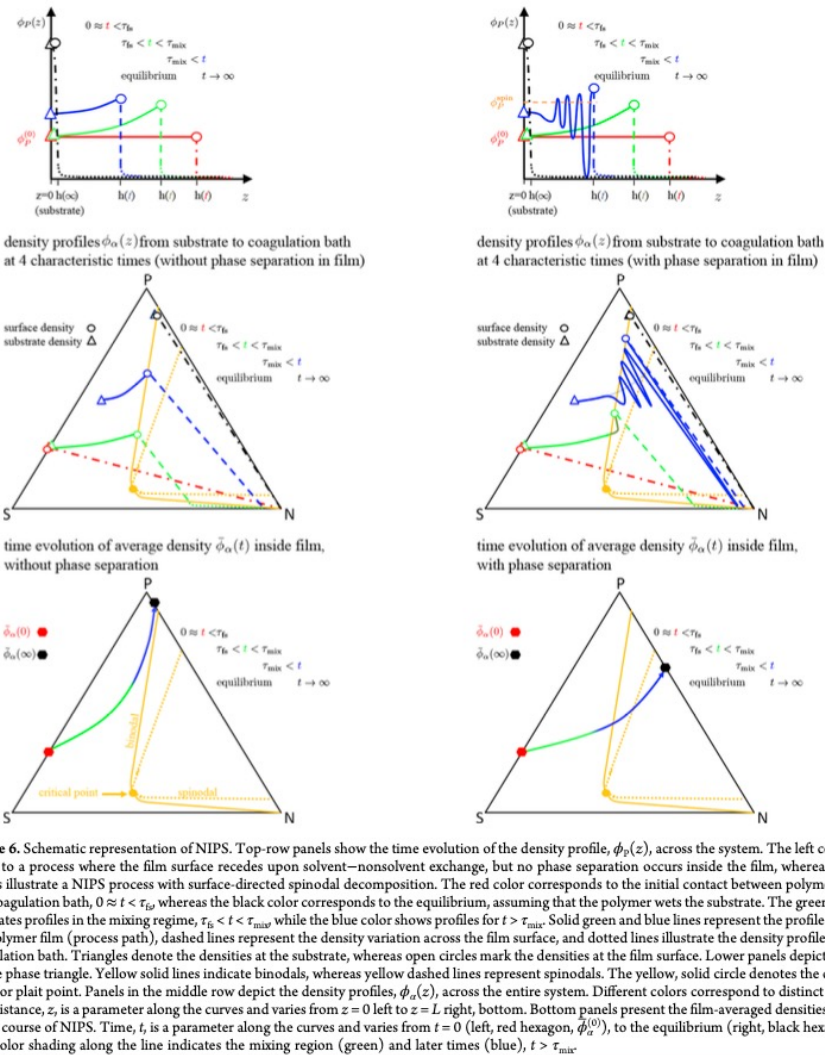 ϕP(z)
0 ≈ t < τfs
τfs < t < τmix
τmix < t
equilibrium t → ∞
ϕP(0)
z=0 h(∞) h(t) h(t) h(t) z
(substrate)
density profiles ϕα(z) from substrate to coagulation bath
at 4 characteristic times (without phase separation in film)
P
surface density
substrate density
0 ≈ t < τfs
τfs < t < τmix
τmix < t
equilibrium t → ∞
S N
time evolution of average density ϕ̄α(t) inside film,
without phase separation
P
ϕ̄α(0)
ϕ̄α(∞)
0 ≈ t < τfs
τfs < t < τmix
τmix < t
equilibrium t → ∞
binodal
critical point
spinodal
S N
ϕP(z)
0 ≈ t < τfs
τfs < t < τmix
τmix < t
equilibrium t → ∞
ϕPspin
ϕP(0)
z=0 h(∞) h(t) h(t) h(t) z
(substrate)
density profiles ϕα(z) from substrate to coagulation bath
at 4 characteristic times (with phase separation in film)
P
surface density
substrate density
0 ≈ t < τfs
τfs < t < τmix
τmix < t
equilibrium t → ∞
S N
time evolution of average density ϕ̄α(t) inside film,
with phase separation
P
ϕ̄α(0)
ϕ̄α(∞)
0 ≈ t < τfs
τfs < t < τmix
τmix < t
equilibrium t → ∞
S N
e 6. Schematic representation of NIPS. Top-row panels show the time evolution of the density profile, ϕP(z), across the system. The left c
to a process where the film surface recedes upon solvent−nonsolvent exchange, but no phase separation occurs inside the film, wherea
s illustrate a NIPS process with surface-directed spinodal decomposition. The red color corresponds to the initial contact between polym
oagulation bath, 0 ≈ t < τfs, whereas the black color corresponds to the equilibrium, assuming that the polymer wets the substrate. The green
ates profiles in the mixing regime, τfs < t < τmix, while the blue color shows profiles for t > τmix. Solid green and blue lines represent the profile
olymer film (process path), dashed lines represent the density variation across the film surface, and dotted lines illustrate the density profile
lation bath. Triangles denote the densities at the substrate, whereas open circles mark the densities at the film surface. Lower panels depict
e phase triangle. Yellow solid lines indicate binodals, whereas yellow dashed lines represent spinodals. The yellow, solid circle denotes the
or plait point. Panels in the middle row depict the density profiles, ϕα(z), across the entire system. Different colors correspond to distinct
istance, z, is a parameter along the curves and varies from z = 0 left to z = L right, bottom. Bottom panels present the film-averaged densities
course of NIPS. Time, t, is a parameter along the curves and varies from t = 0 (left, red hexagon, ϕ̄α(0)), to the equilibrium (right, black hex
olor shading along the line indicates the mixing region (green) and later times (blue), t > τmix.